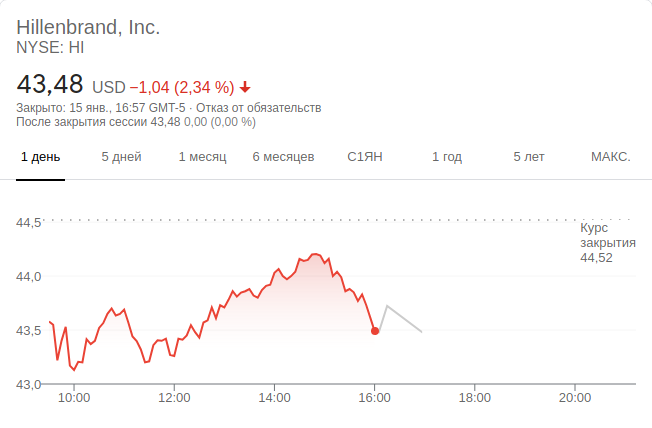 Hillenbrand, Inc.
NYSE: HI
43,48 USD −1,04 (2,34 %)
Закрыто: 15 янв., 16:57 GMT-5 · Отказ от обязательств
После закрытия сессии 43,48 0,00 (0,00 %)
1 день 5 дней 1 месяц 6 месяцев С1ЯН 1 год 5 лет МАКС.
44,5
Курс
закрытия
44,52
44,0
43,5
43,0
10:00 12:00 14:00 16:00 18:00 20:00